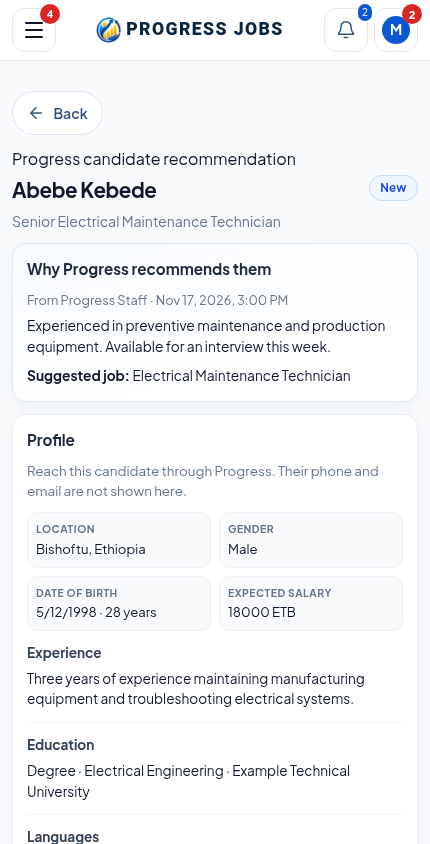 4
PROGRESS JOBS
2
M
2
Back
Progress candidate recommendation
Abebe Kebede
New
Senior Electrical Maintenance Technician
Why Progress recommends them
From Progress Staff · Nov 17, 2026, 3:00 PM
Experienced in preventive maintenance and production
equipment. Available for an interview this week.
Suggested job: Electrical Maintenance Technician
Profile
Reach this candidate through Progress. Their phone and
email are not shown here.
LOCATION
Bishoftu, Ethiopia
GENDER
Male
DATE OF BIRTH
5/12/1998 · 28 years
EXPECTED SALARY
18000 ETB
Experience
Three years of experience maintaining manufacturing
equipment and troubleshooting electrical systems.
Education
Degree · Electrical Engineering · Example Technical
University
Languages